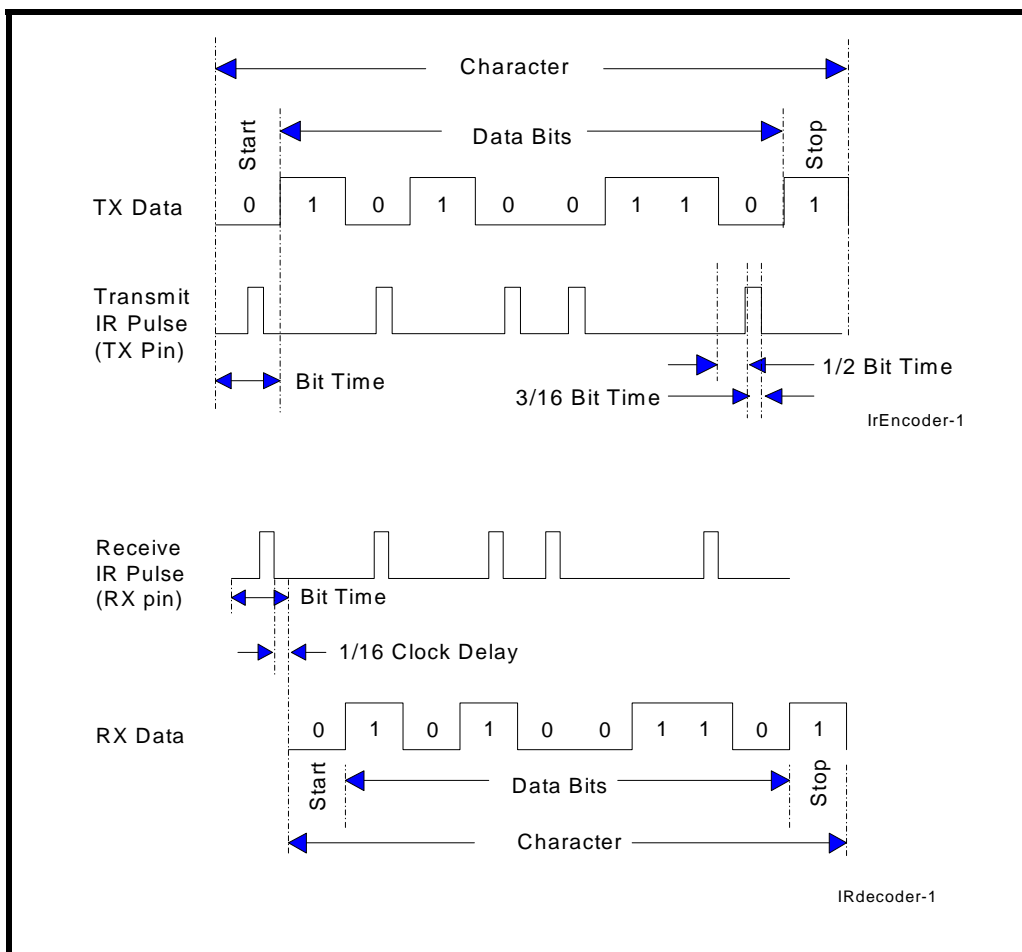 Character
Start
Data Bits
Stop
TX Data
0 1 0 1 0 0 1 1 0 1
Transmit
IR Pulse
(TX Pin)
Bit Time
1/2 Bit Time
3/16 Bit Time
IrEncoder-1
Receive
IR Pulse
(RX pin)
Bit Time
1/16 Clock Delay
RX Data
0 1 0 1 0 0 1 1 0 1
Start
Data Bits
Stop
Character
IRdecoder-1